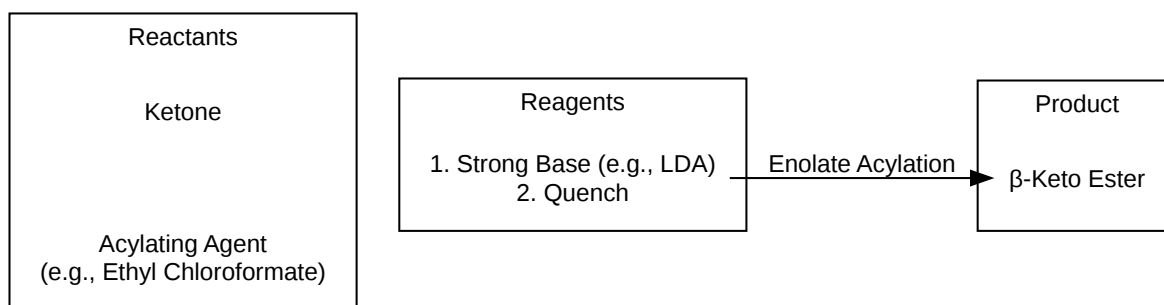 Reactants
Ketone
Acylating Agent
(e.g., Ethyl Chloroformate)
Reagents
1. Strong Base (e.g., LDA)
2. Quench
Enolate Acylation
Product
β-Keto Ester